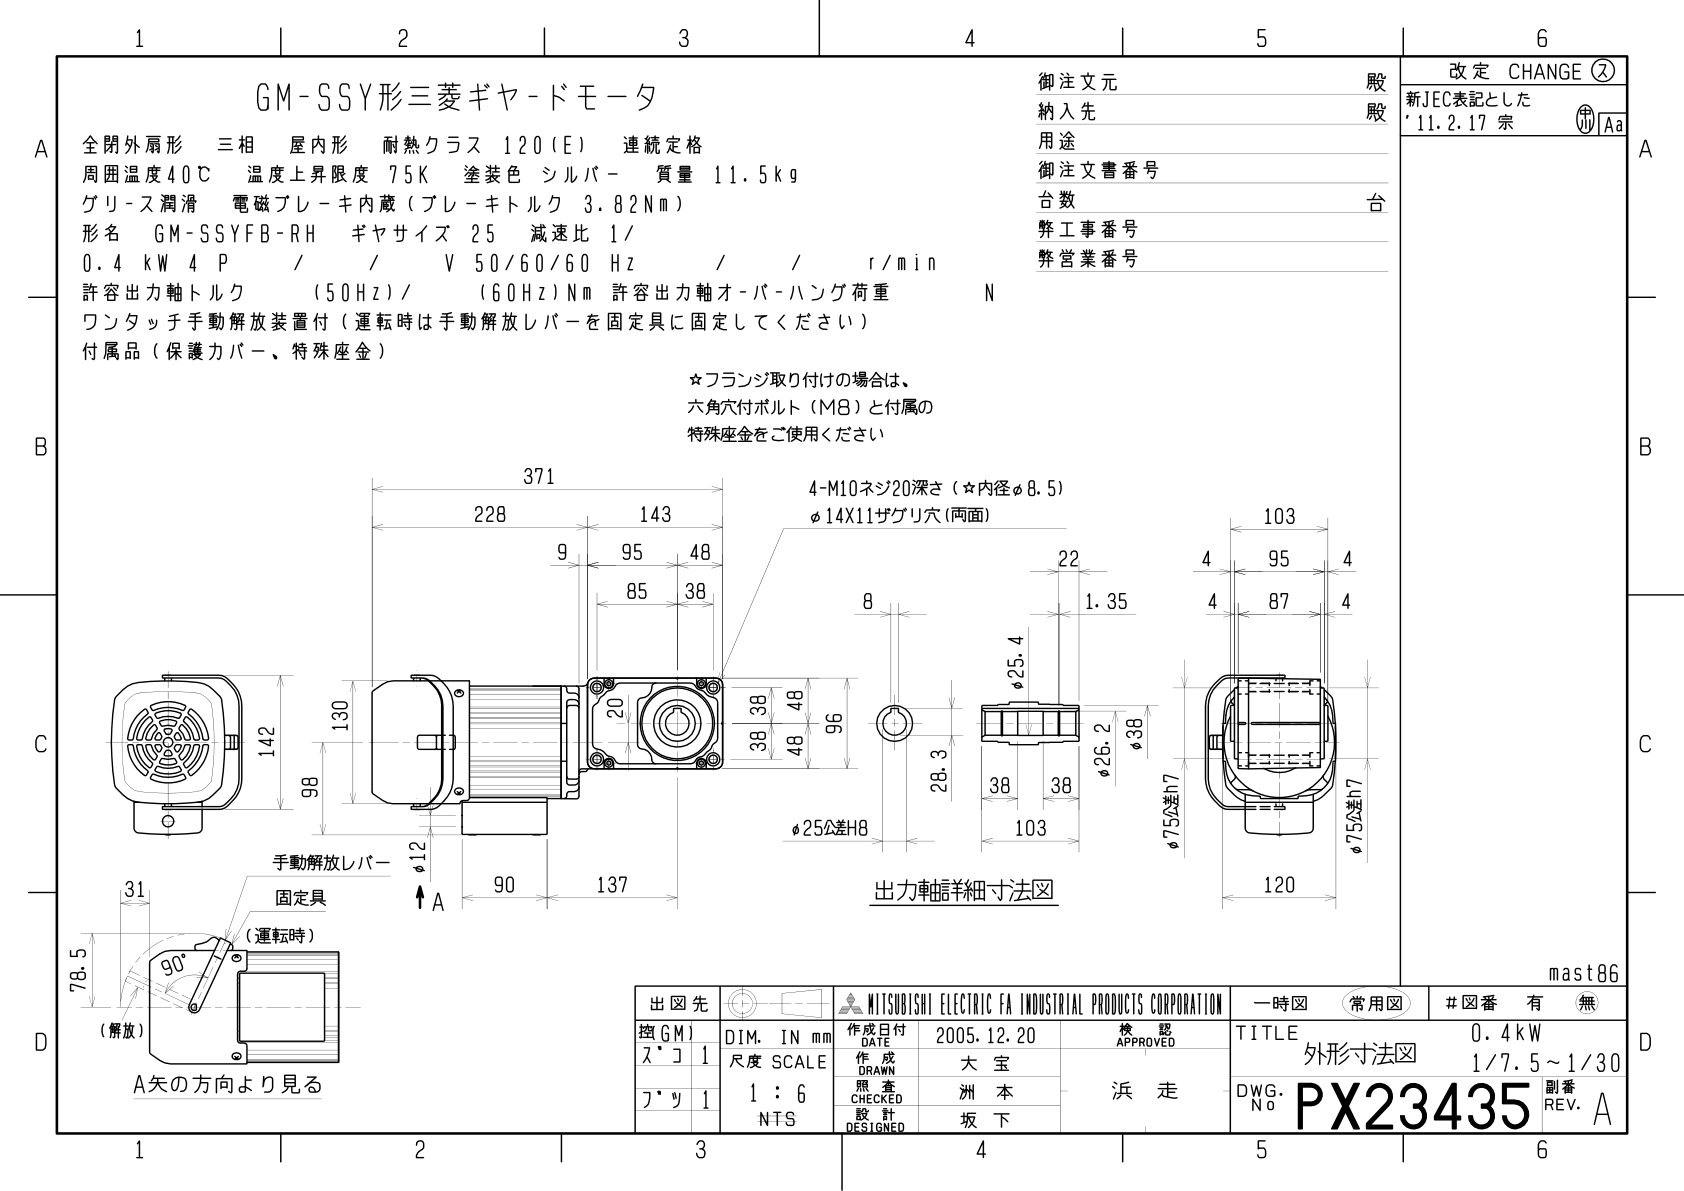 1 2 3 4 5 6
A
B
C
D
GM-SSY形三菱ギヤ-ドモータ
全閉外扇形 三相 屋内形 耐熱クラス 120(E) 連続定格
周囲温度40℃ 温度上昇限度 75K 塗装色 シルバー 質量 11.5kg
グリース潤滑 電磁ブレーキ内蔵(ブレーキトルク 3.82Nm)
形名 GM-SSYFB-RH ギヤサイズ 25 減速比 1/
0.4 kW 4 P / / V 50/60/60 Hz / / r/min
許容出力軸トルク (50Hz)/ (60Hz)Nm 許容出力軸オーバーハング荷重 N
ワンタッチ手動解放装置付(運転時は手動解放レバーを固定具に固定してください)
付属品(保護カバー、特殊座金)
御注文元 殿
納入先 殿
用途
御注文書番号
台数 台
弊工事番号
弊営業番号
改定 CHANGE ス
新JEC表記とした
'11.2.17 宗
Aa
☆フランジ取り付けの場合は、
六角穴付ボルト(M8)と付属の
特殊座金をご使用ください
371
228 143
9 95 48
85 38
4-M10ネジ20深さ(☆内径φ8.5)
φ14X11ザグリ穴(両面)
142
130
98
20
38 48
38 48
96
φ12
A
90 137
8
22
1.35
φ25.4
28.3
φ26.2
φ38
38 38
103
φ25公差H8
出力軸詳細寸法図
103
4 95 4
4 87 4
φ75公差h7
φ75公差h7
120
手動解放レバー
固定具
(運転時)
31
78.5
90°
(解放)
A矢の方向より見る
mast86
出図先
控(GM)
ズコ 1
ブツ 1
DIM. IN mm
尺度 SCALE
1 : 6
NTS
MITSUBISHI ELECTRIC FA INDUSTRIAL PRODUCTS CORPORATION
作成日付 DATE 2005.12.20
作成 DRAWN 大宝
照査 CHECKED 洲本
設計 DESIGNED 坂下
検認 APPROVED
浜走
一時図 常用図
#図番 有 無
TITLE
外形寸法図
0.4kW
1/7.5~1/30
DWG. No PX23435
副番 REV. A
A
B
C
D
1 2 3 4 5 6